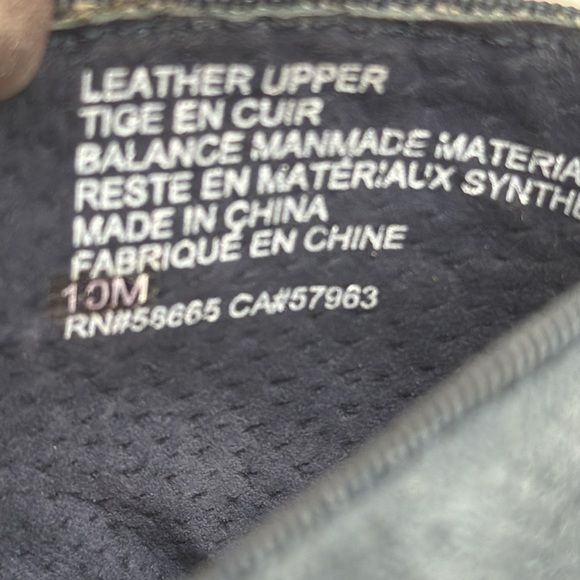 LEATHER UPPER
TIGE EN CUIR
BALANCE MANMADE MATERIA
RESTE EN MATÉRIAUX SYNTH
MADE IN CHINA
FABRIQUÉ EN CHINE
10M
RN#58665 CA#57963